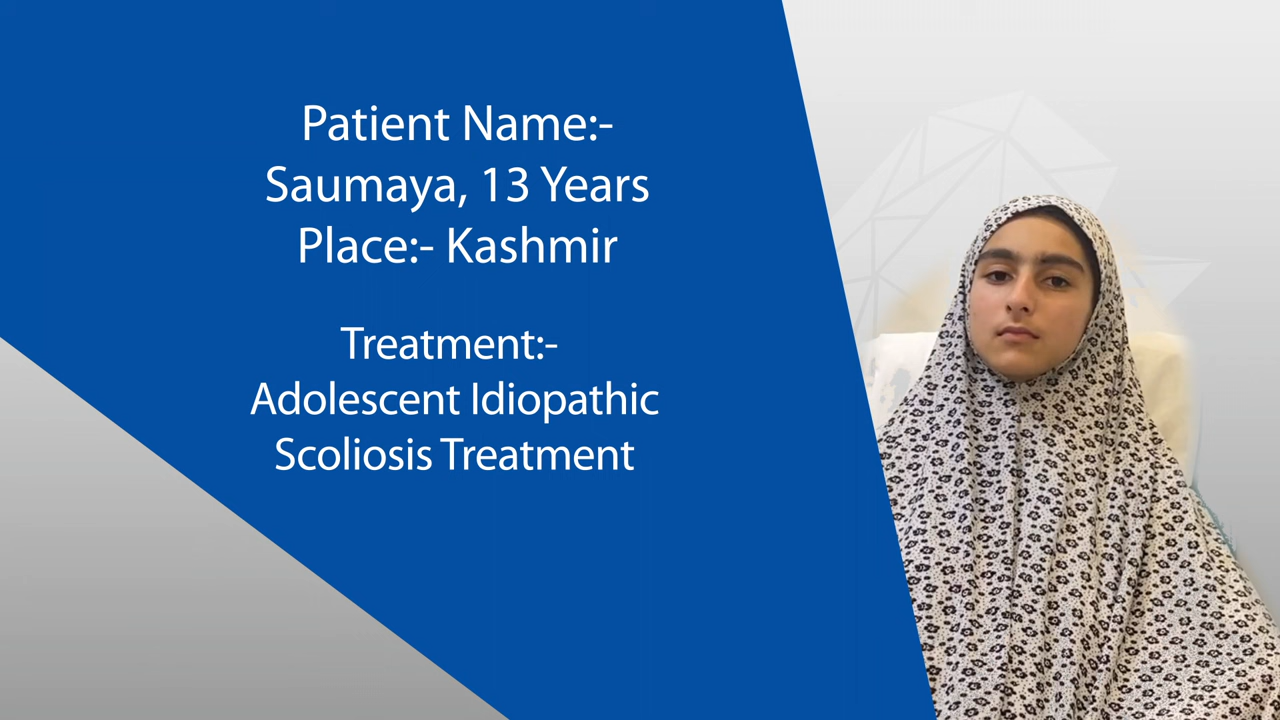 Patient Name:-
Saumaya, 13 Years
Place:- Kashmir
Treatment:-
Adolescent Idiopathic
Scoliosis Treatment